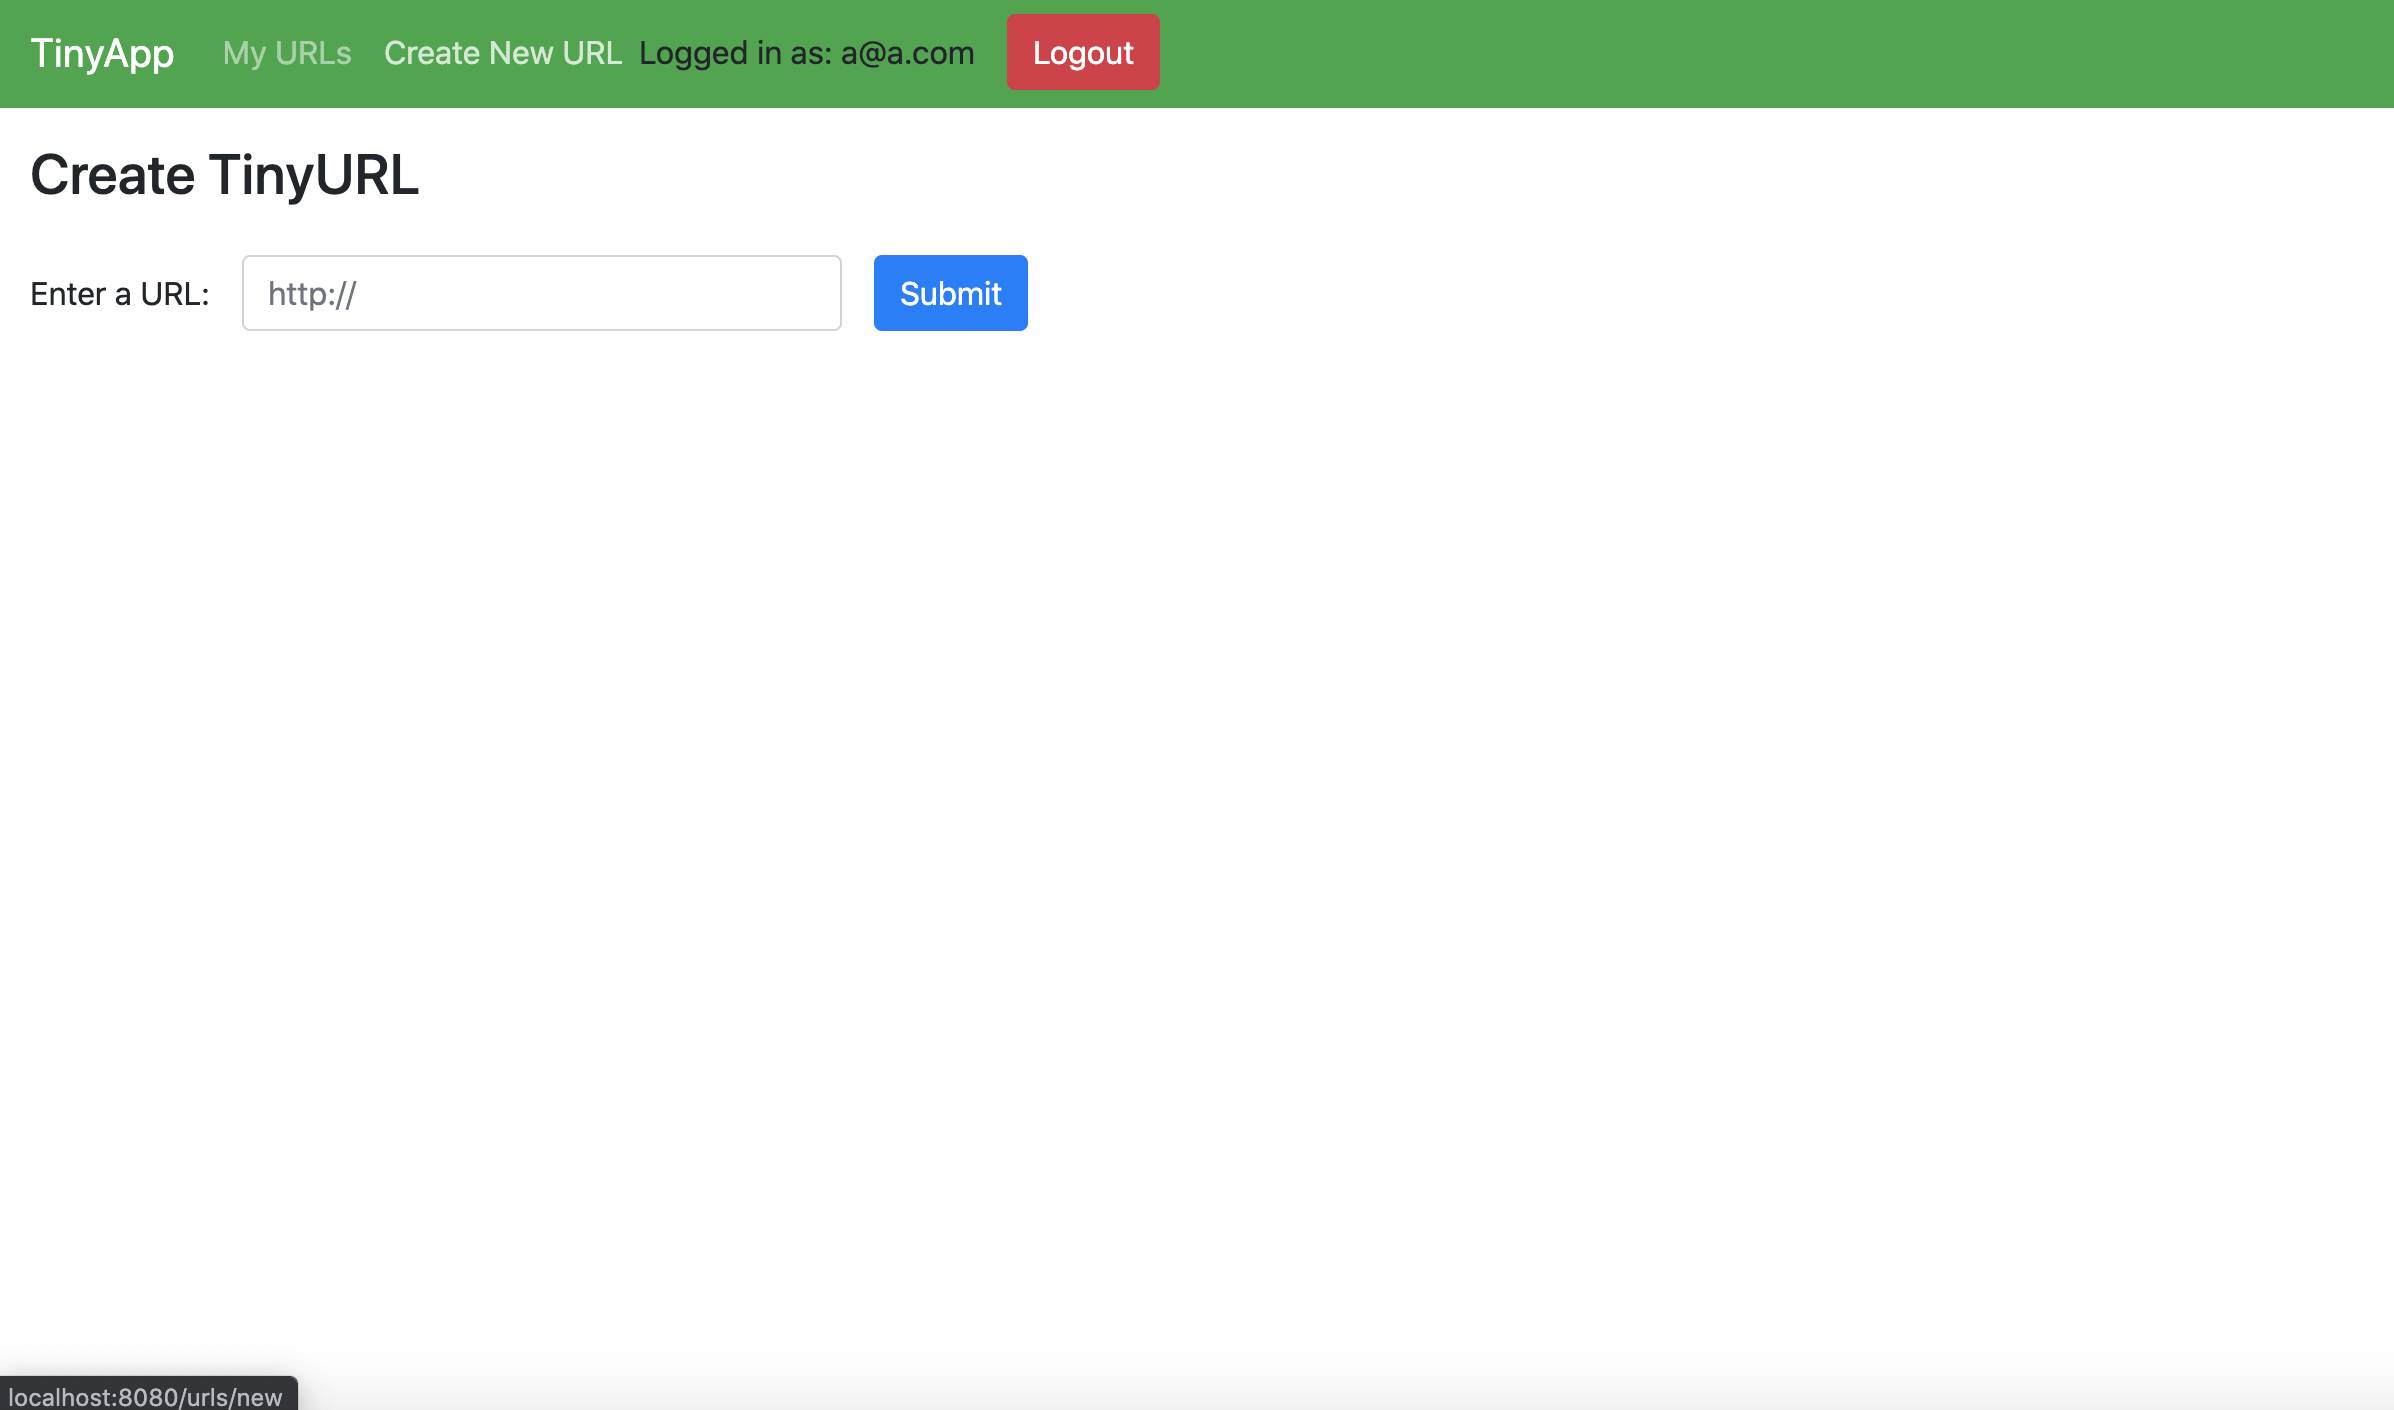 TinyApp My URLs Create New URL Logged in as: a@a.com Logout
Create TinyURL
Enter a URL: http:// Submit
localhost:8080/urls/new